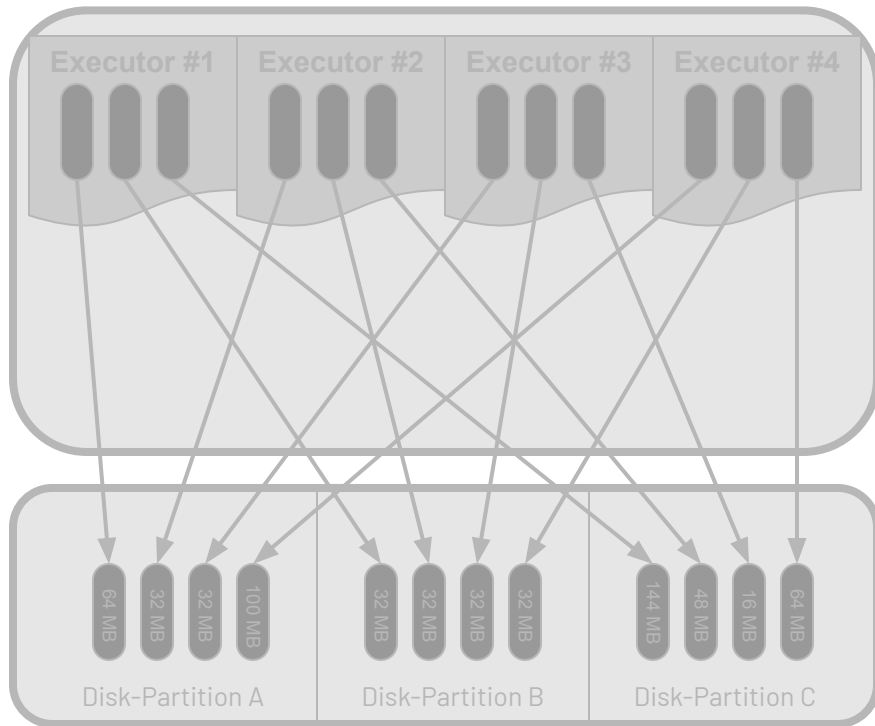 Executor #1
Executor #2
Executor #3
Executor #4
64 MB
32 MB
32 MB
100 MB
32 MB
32 MB
32 MB
32 MB
144 MB
48 MB
16 MB
64 MB
Disk-Partition A
Disk-Partition B
Disk-Partition C